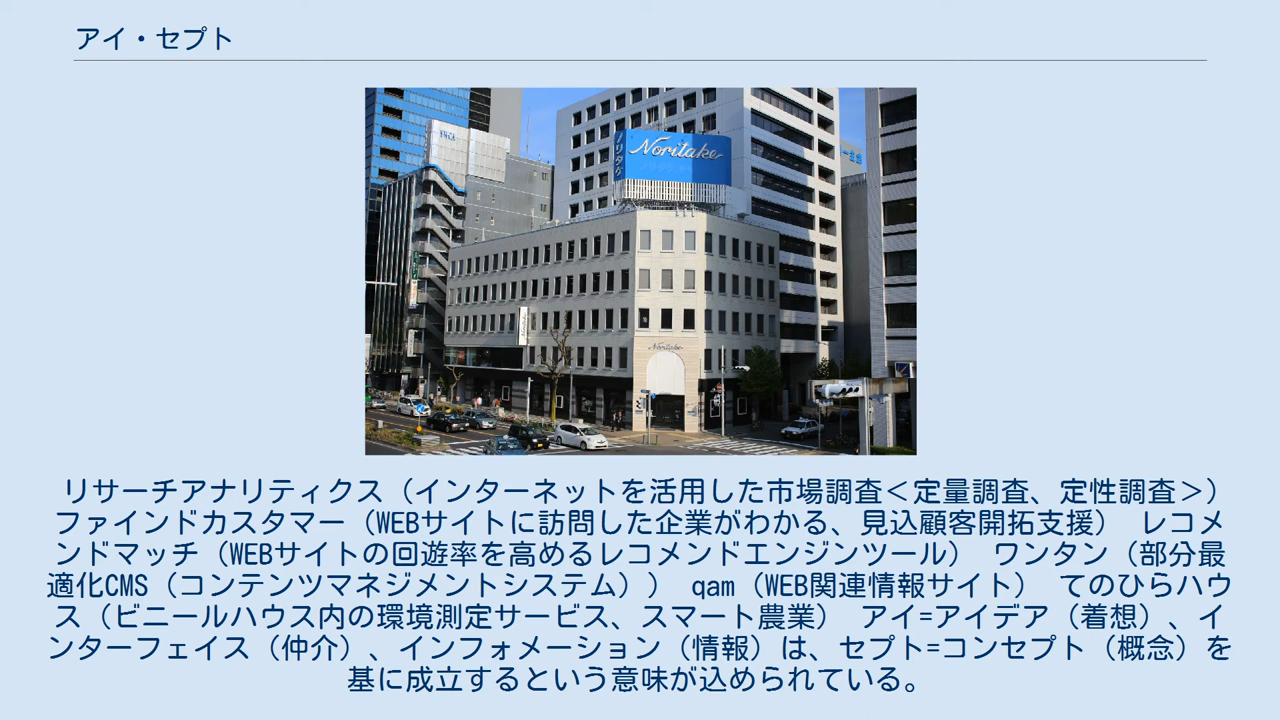 アイ・セプト
Noritake
ノリタケ
Noritake
リサーチアナリティクス（インターネットを活用した市場調査＜定量調査、定性調査＞）
ファインドカスタマー（WEBサイトに訪問した企業がわかる、見込顧客開拓支援）　レコメ
ンドマッチ（WEBサイトの回遊率を高めるレコメンドエンジンツール）　ワンタン（部分最
適化CMS（コンテンツマネジメントシステム））　qam（WEB関連情報サイト）　てのひらハウ
ス（ビニールハウス内の環境測定サービス、スマート農業）　アイ=アイデア（着想）、イ
ンターフェイス（仲介）、インフォメーション（情報）は、セプト=コンセプト（概念）を
基に成立するという意味が込められている。